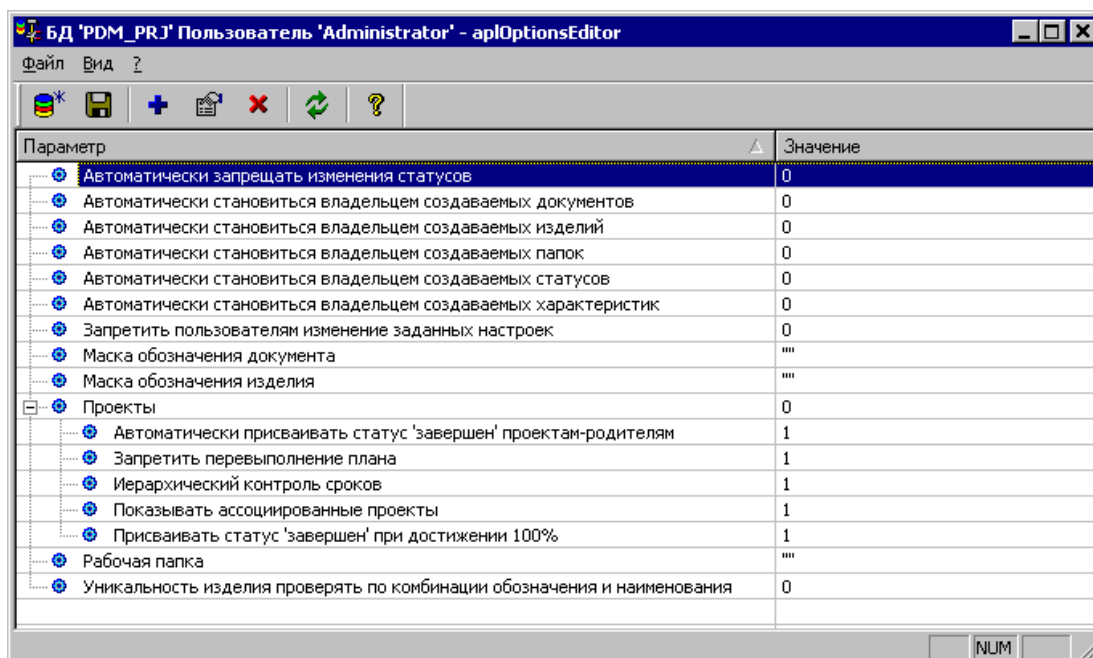 БД 'PDM_PRJ' Пользователь 'Administrator' - aplOptionsEditor
Файл Вид ?
Параметр Значение
Автоматически запрещать изменения статусов 0
Автоматически становиться владельцем создаваемых документов 0
Автоматически становиться владельцем создаваемых изделий 0
Автоматически становиться владельцем создаваемых папок 0
Автоматически становиться владельцем создаваемых статусов 0
Автоматически становиться владельцем создаваемых характеристик 0
Запретить пользователям изменение заданных настроек 0
Маска обозначения документа ""
Маска обозначения изделия ""
Проекты 0
Автоматически присваивать статус 'завершен' проектам-родителям 1
Запретить перевыполнение плана 1
Иерархический контроль сроков 1
Показывать ассоциированные проекты 1
Присваивать статус 'завершен' при достижении 100% 1
Рабочая папка ""
Уникальность изделия проверять по комбинации обозначения и наименования 0
NUM